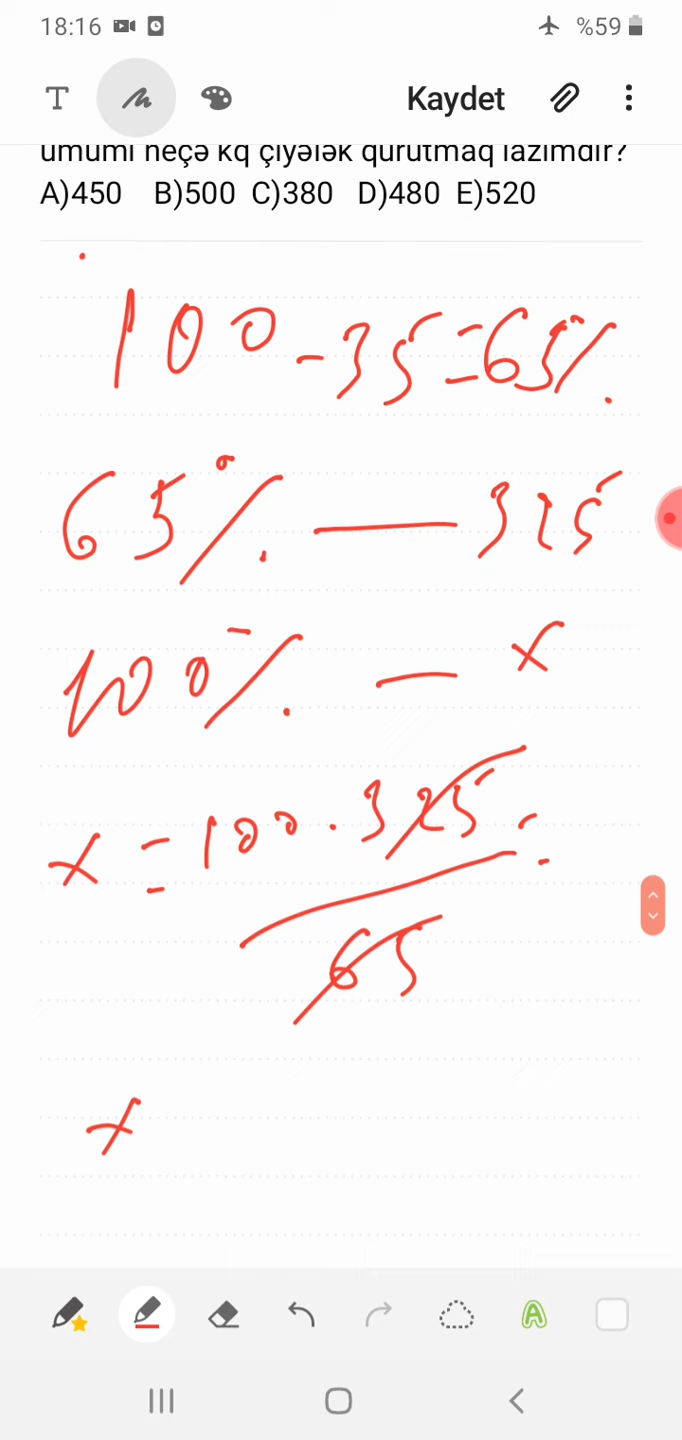 18:16 %59
Kaydet
ümumi neçə kq çiyələk qurutmaq lazımdır?
A)450 B)500 C)380 D)480 E)520
100-35=65%.
65%. — 325
100%. — x
x = 100.325 =
65
x